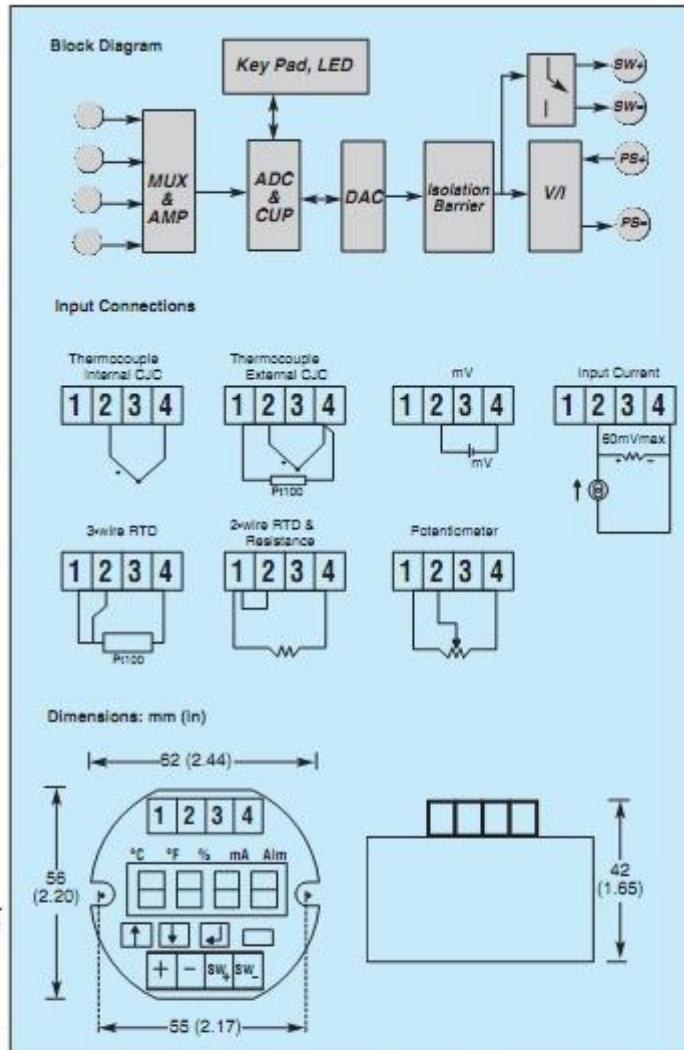 Block Diagram
Key Pad, LED
SW+
SW-
MUX
&
AMP
ADC
&
CUP
DAC
Isolation
Barrier
V/I
PS+
PS-
Input Connections
Thermocouple
Internal CJC
1 2 3 4
Thermocouple
External CJC
1 2 3 4
Pt100
mV
1 2 3 4
mV
Input Current
1 2 3 4
60mVmax
+ -
3-wire RTD
1 2 3 4
Pt100
2-wire RTD &
Resistance
1 2 3 4
Potentiometer
1 2 3 4
Dimensions: mm (in)
62 (2.44)
1 2 3 4
°C °F % mA Alm
56
(2.20)
42
(1.65)
+ - SW+ SW-
55 (2.17)